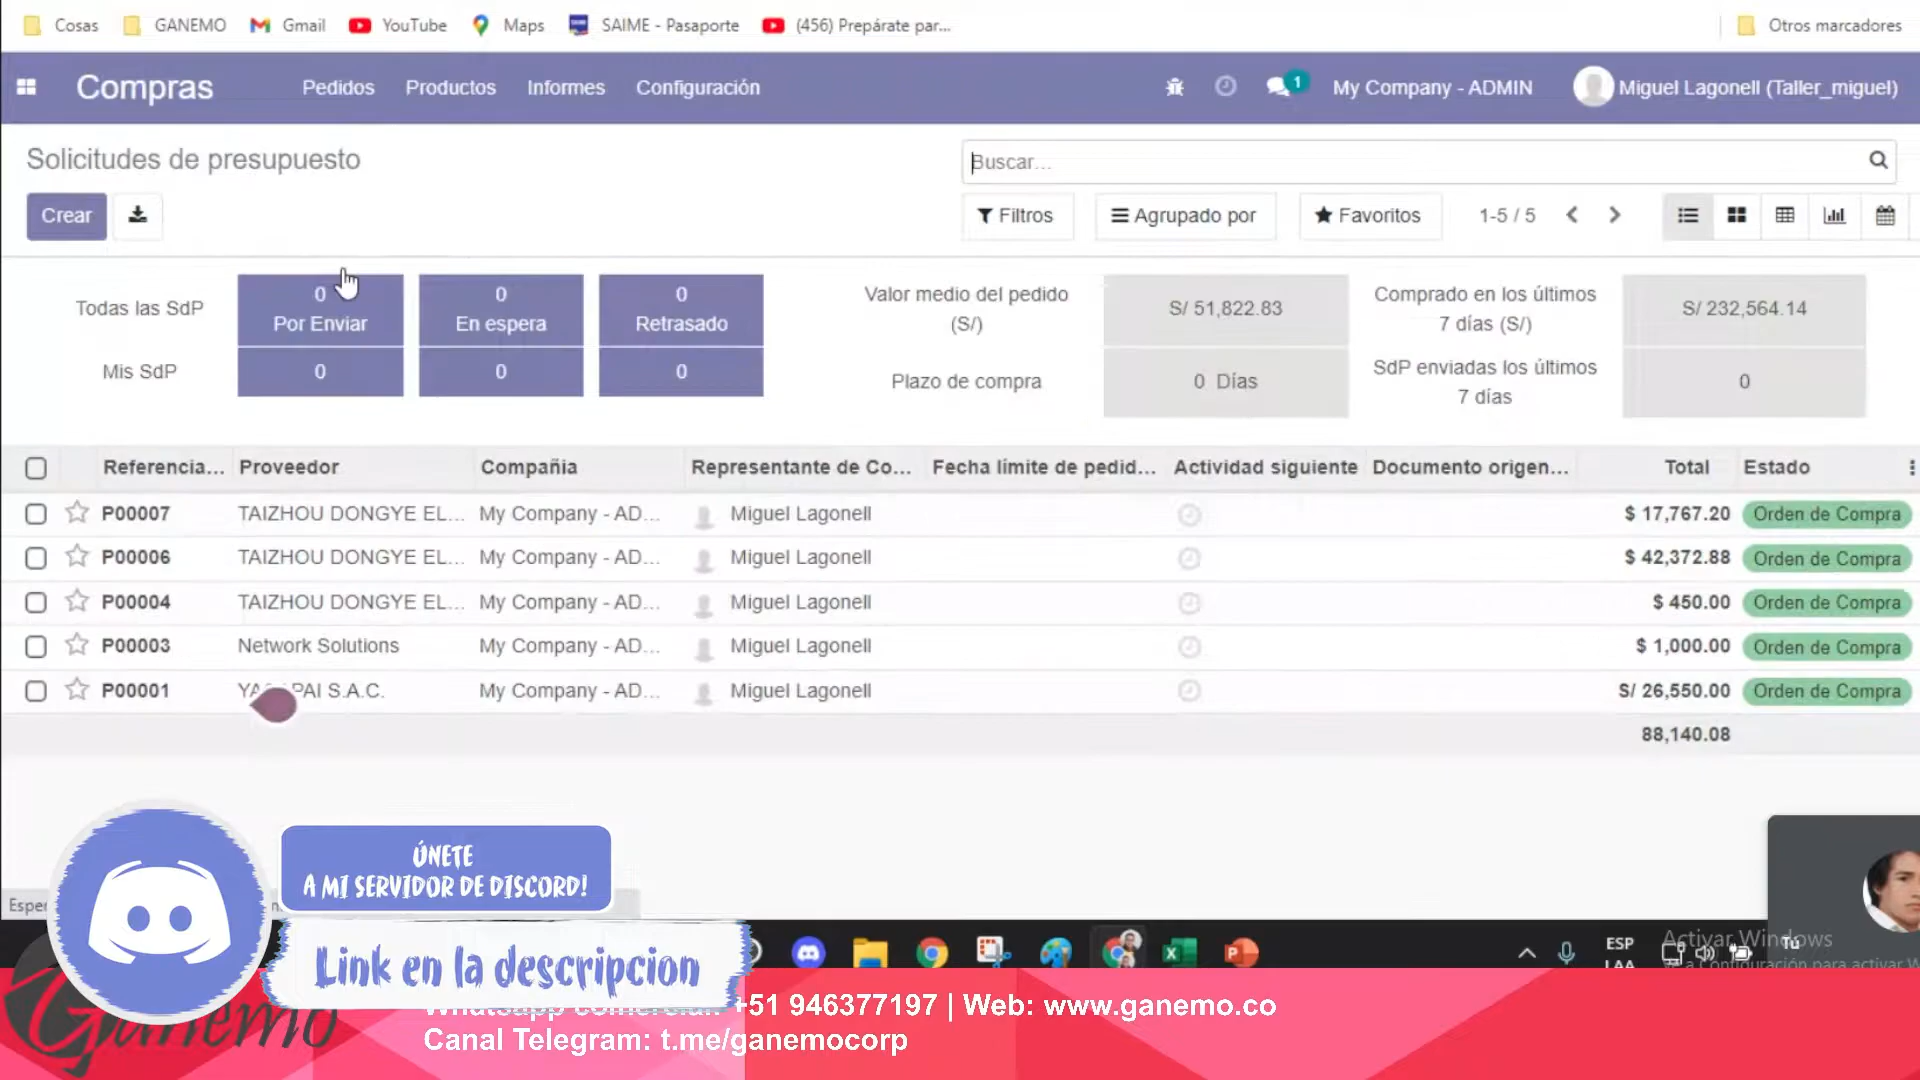 Cosas GANEMO Gmail YouTube Maps SAIME - Pasaporte (456) Prepárate par... Otros marcadores
Compras Pedidos Productos Informes Configuración 1 My Company - ADMIN Miguel Lagonell (Taller_miguel)
Solicitudes de presupuesto Buscar...
Crear Filtros Agrupado por Favoritos 1-5 / 5
Todas las SdP 0 Por Enviar 0 En espera 0 Retrasado
Mis SdP 0 0 0
Valor medio del pedido
(S/)
S/ 51,822.83
Comprado en los últimos
7 días (S/)
S/ 232,564.14
Plazo de compra 0 Días
SdP enviadas los últimos
7 días
0
Referencia... Proveedor Compañia Representante de Co... Fecha límite de pedid... Actividad siguiente Documento origen... Total Estado
P00007 TAIZHOU DONGYE EL... My Company - AD... Miguel Lagonell $ 17,767.20 Orden de Compra
P00006 TAIZHOU DONGYE EL... My Company - AD... Miguel Lagonell $ 42,372.88 Orden de Compra
P00004 TAIZHOU DONGYE EL... My Company - AD... Miguel Lagonell $ 450.00 Orden de Compra
P00003 Network Solutions My Company - AD... Miguel Lagonell $ 1,000.00 Orden de Compra
P00001 PAI S.A.C. My Company - AD... Miguel Lagonell S/ 26,550.00 Orden de Compra
88,140.08
ÚNETE
A MI SERVIDOR DE DISCORD!
Link en la descripcion
Esper
ESP
LAA
Activar Windows
Tú
Ganemo
+51 946377197 | Web: www.ganemo.co
Canal Telegram: t.me/ganemocorp